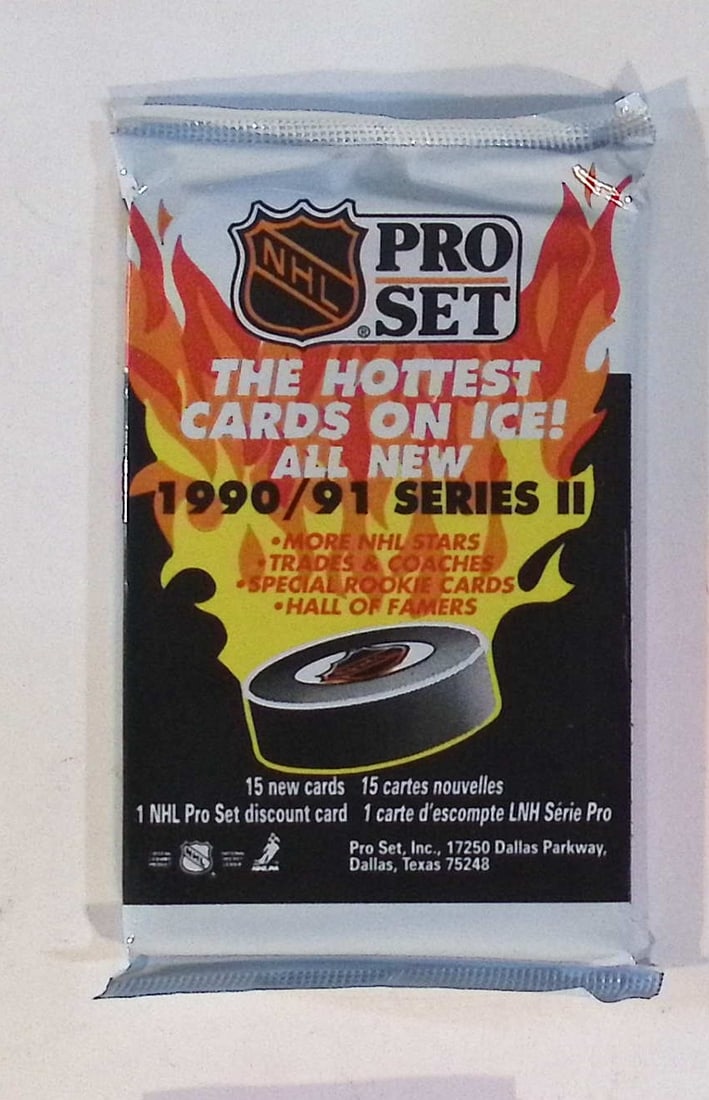 NHL
PRO
SET
®
THE HOTTEST
CARDS ON ICE!
ALL NEW
1990/91 SERIES II
•MORE NHL STARS
•TRADES & COACHES
•SPECIAL ROOKIE CARDS
•HALL OF FAMERS
15 new cards 15 cartes nouvelles
1 NHL Pro Set discount card 1 carte d'escompte LNH Série Pro
NHL
NHLPA
Pro Set, Inc., 17250 Dallas Parkway,
Dallas, Texas 75248